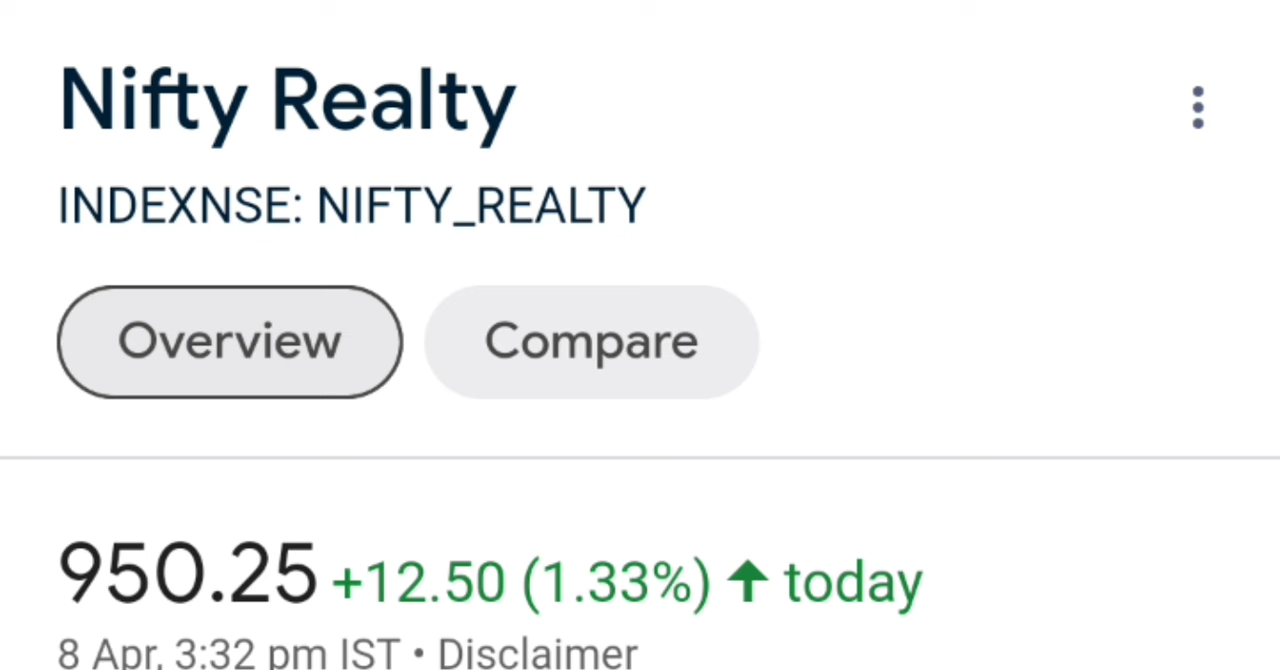 Nifty Realty
INDEXNSE: NIFTY_REALTY
Overview Compare
950.25 +12.50 (1.33%) ↑ today
8 Apr, 3:32 pm IST • Disclaimer